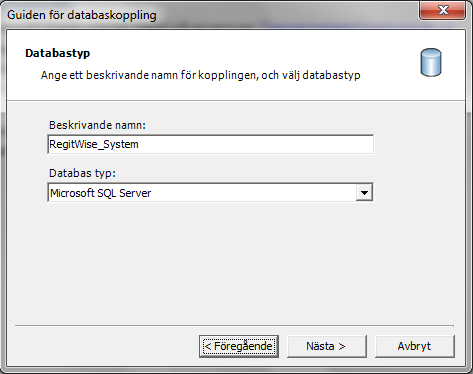 Guiden för databaskoppling
Databastyp
Ange ett beskrivande namn för kopplingen, och välj databastyp
Beskrivande namn:
RegitWise_System
Databas typ:
Microsoft SQL Server
< Föregående
Nästa >
Avbryt